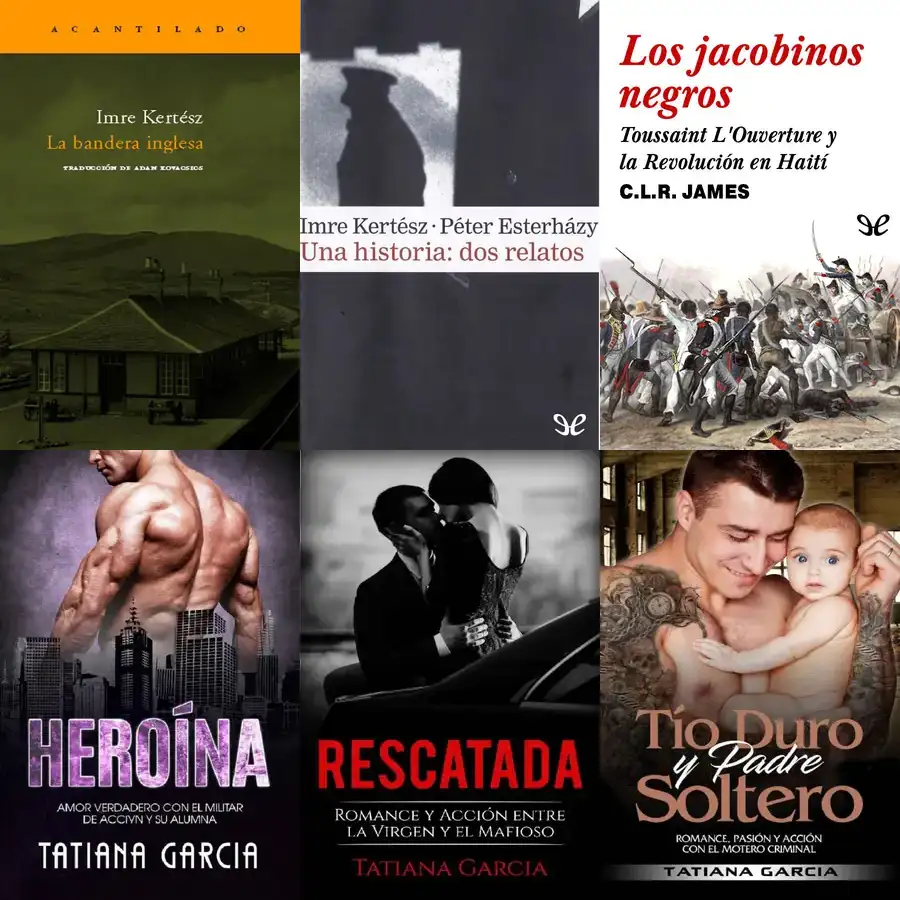 ACANTILADO
Imre Kertész
La bandera inglesa
TRADUCCIÓN DE ADAN KOVACSICS
Imre Kertész · Péter Esterházy
Una historia: dos relatos
Los jacobinos
negros
Toussaint L'Ouverture y
la Revolución en Haití
C.L.R. JAMES
HEROÍNA
AMOR VERDADERO CON EL MILITAR
DE ACCIVN Y SU ALUMNA
TATIANA GARCIA
RESCATADA
ROMANCE Y ACCIÓN ENTRE
LA VIRGEN Y EL MAFIOSO
TATIANA GARCIA
Tío Duro
y Padre
Soltero
ROMANCE, PASIÓN Y ACCIÓN
CON EL MOTERO CRIMINAL
TATIANA GARCIA